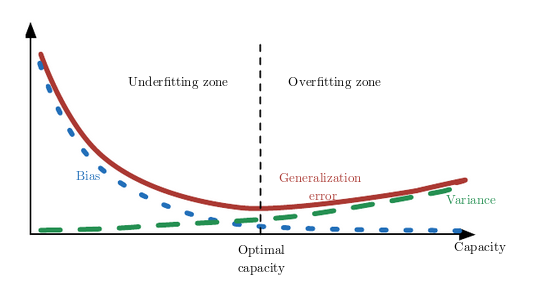 Underfitting zone
Overfitting zone
Bias
Generalization
error
Variance
Optimal
capacity
Capacity